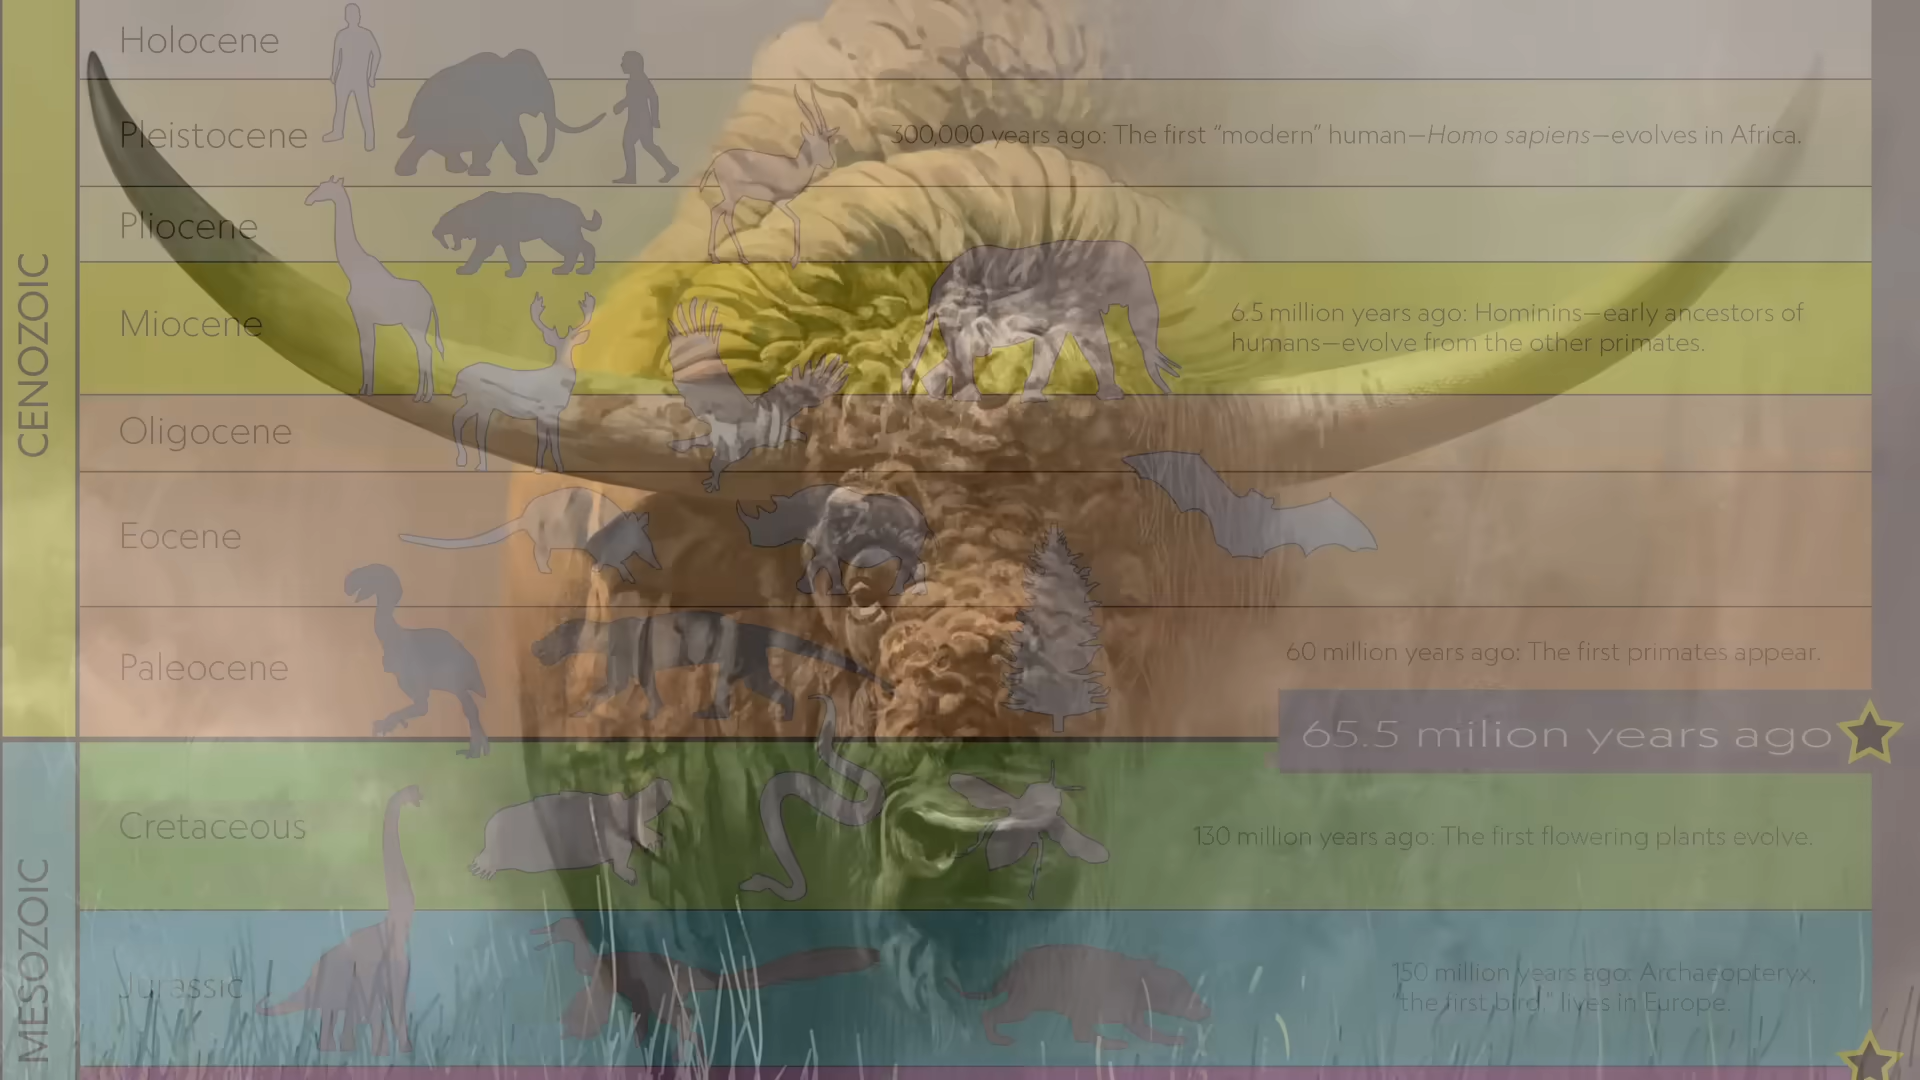 Holocene
Pleistocene
300,000 years ago: The first “modern” human—Homo sapiens—evolves in Africa.
Pliocene
CENOZOIC
Miocene
6.5 million years ago: Hominins—early ancestors of
humans—evolve from the other primates.
Oligocene
Eocene
Paleocene
60 million years ago: The first primates appear.
65.5 milion years ago
Cretaceous
130 million years ago: The first flowering plants evolve.
MESOZOIC
Jurassic
150 million years ago: Archaeopteryx,
“the first bird,” lives in Europe.